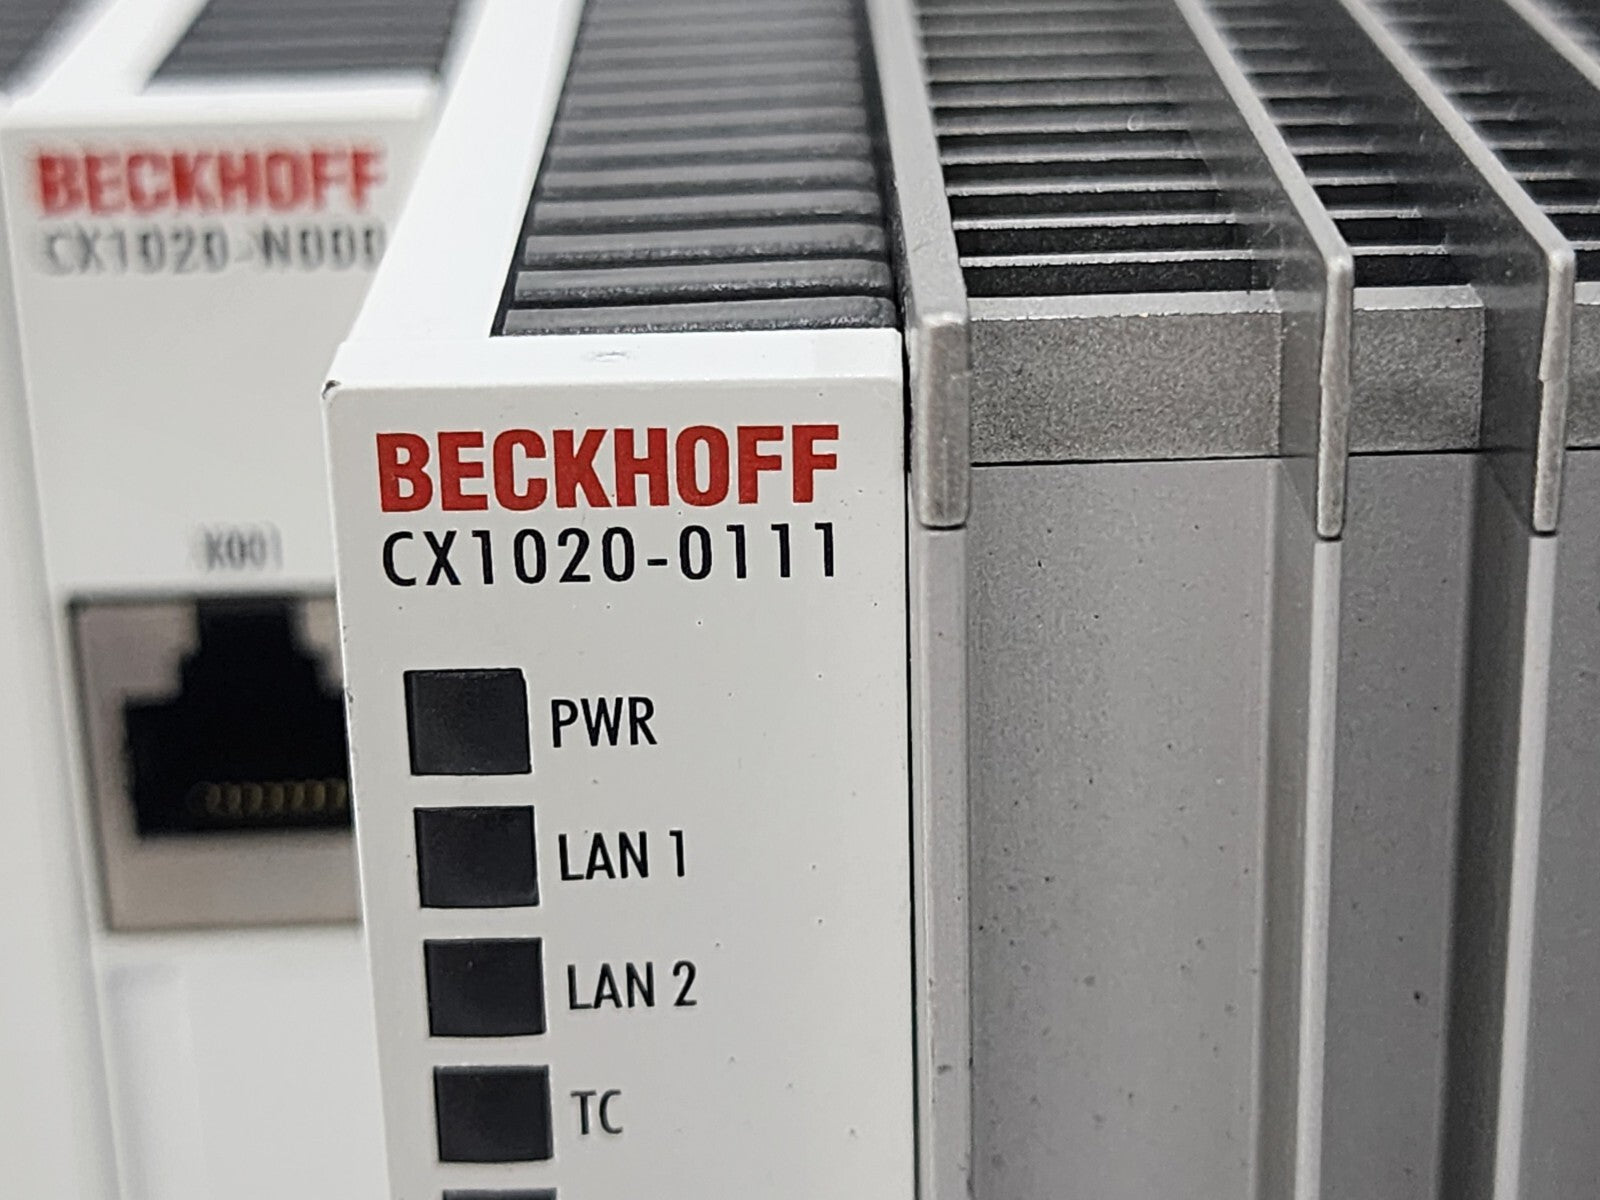 BECKHOFF
CX1020-N000
X001
BECKHOFF
CX1020-0111
PWR
LAN 1
LAN 2
TC